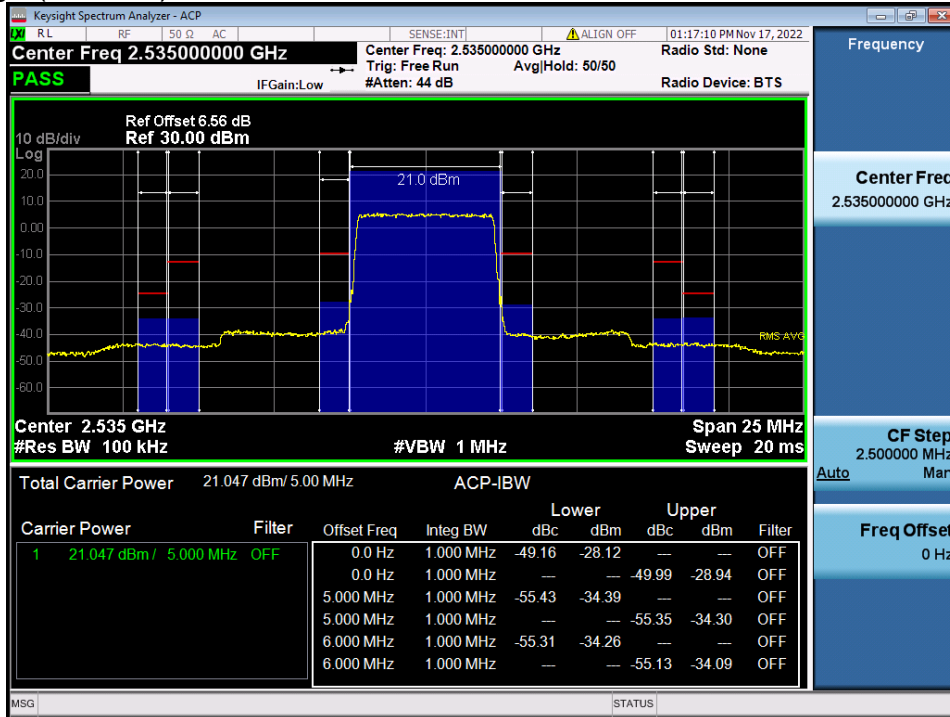 Keysight Spectrum Analyzer - ACP
LXI RL RF 50 Ω AC SENSE:INT ALIGN OFF 01:17:10 PM Nov 17, 2022
Center Freq 2.535000000 GHz
Center Freq: 2.535000000 GHz Radio Std: None
Trig: Free Run Avg|Hold: 50/50
PASS IFGain:Low #Atten: 44 dB Radio Device: BTS
Frequency
Ref Offset 6.56 dB
10 dB/div Ref 30.00 dBm
Log
20.0
21.0 dBm
10.0
0.00
-10.0
-20.0
-30.0
-40.0
RMS AVG
-50.0
-60.0
Center 2.535 GHz Span 25 MHz
#Res BW 100 kHz #VBW 1 MHz Sweep 20 ms
Center Freq
2.535000000 GHz
CF Step
2.500000 MHz
Auto Man
Freq Offset
0 Hz
Total Carrier Power 21.047 dBm/ 5.00 MHz ACP-IBW
Lower Upper
Carrier Power Filter Offset Freq Integ BW dBc dBm dBc dBm Filter
1 21.047 dBm / 5.000 MHz OFF 0.0 Hz 1.000 MHz -49.16 -28.12 --- --- OFF
0.0 Hz 1.000 MHz --- --- -49.99 -28.94 OFF
5.000 MHz 1.000 MHz -55.43 -34.39 --- --- OFF
5.000 MHz 1.000 MHz --- --- -55.35 -34.30 OFF
6.000 MHz 1.000 MHz -55.31 -34.26 --- --- OFF
6.000 MHz 1.000 MHz --- --- -55.13 -34.09 OFF
MSG STATUS